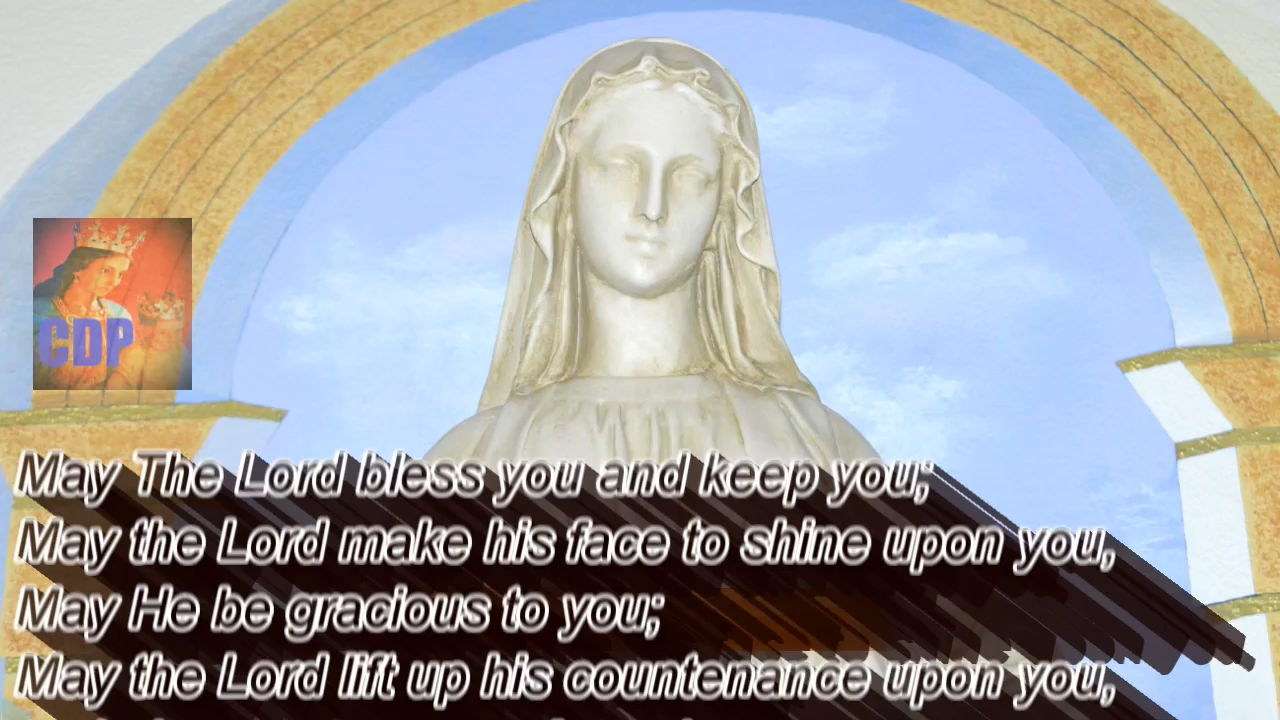 CDP
May The Lord bless you and keep you;
May the Lord make his face to shine upon you,
May He be gracious to you;
May the Lord lift up his countenance upon you,